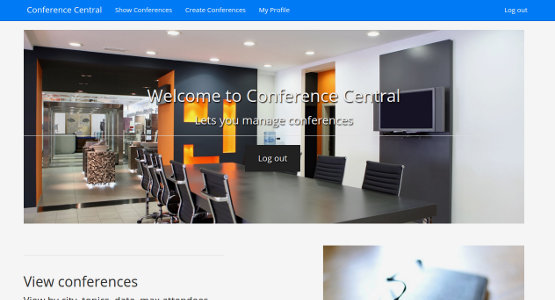 Conference Central Show Conferences Create Conferences My Profile Log out
Welcome to Conference Central
Lets you manage conferences
Log out
View conferences
View by city, topics, date, max attendees